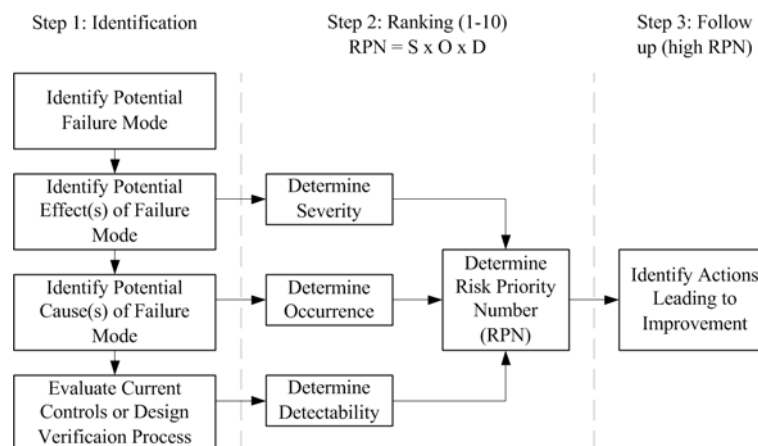 Step 1: Identification
Step 2: Ranking (1-10)
RPN = S x O x D
Step 3: Follow
up (high RPN)
Identify Potential
Failure Mode
Identify Potential
Effect(s) of Failure
Mode
Determine
Severity
Identify Potential
Cause(s) of Failure
Mode
Determine
Occurrence
Determine
Risk Priority
Number
(RPN)
Identify Actions
Leading to
Improvement
Evaluate Current
Controls or Design
Verificaion Process
Determine
Detectability